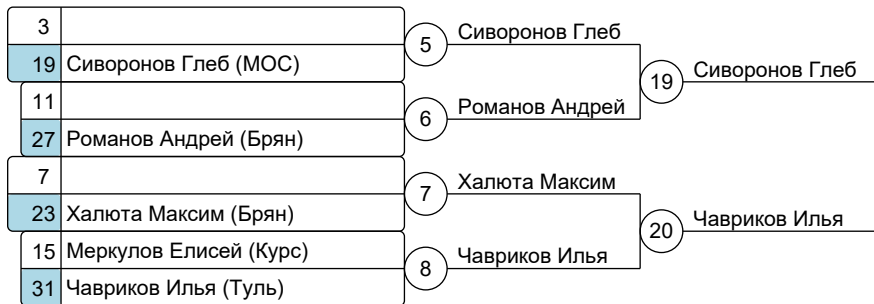 3
5 Сиворонов Глеб
19 Сиворонов Глеб (МОС)
19 Сиворонов Глеб
11
6 Романов Андрей
27 Романов Андрей (Брян)
7
7 Халюта Максим
23 Халюта Максим (Брян)
20 Чавриков Илья
15 Меркулов Елисей (Курс)
8 Чавриков Илья
31 Чавриков Илья (Туль)